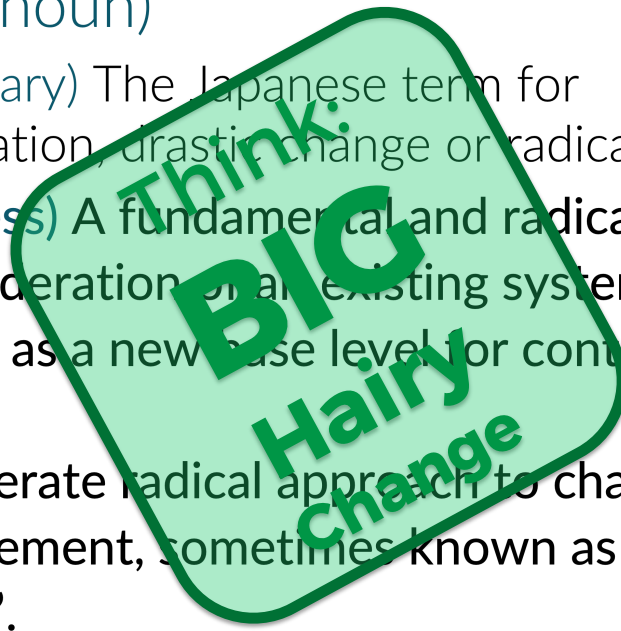 noun)
ary) The Japanese term for
ation, drastic change or radica
ss) A fundamental and radica
deration of an existing system
as a new base level for cont
erate radical approach to cha
ement, sometimes known as
”.
Think:
BIG
Hairy
Change